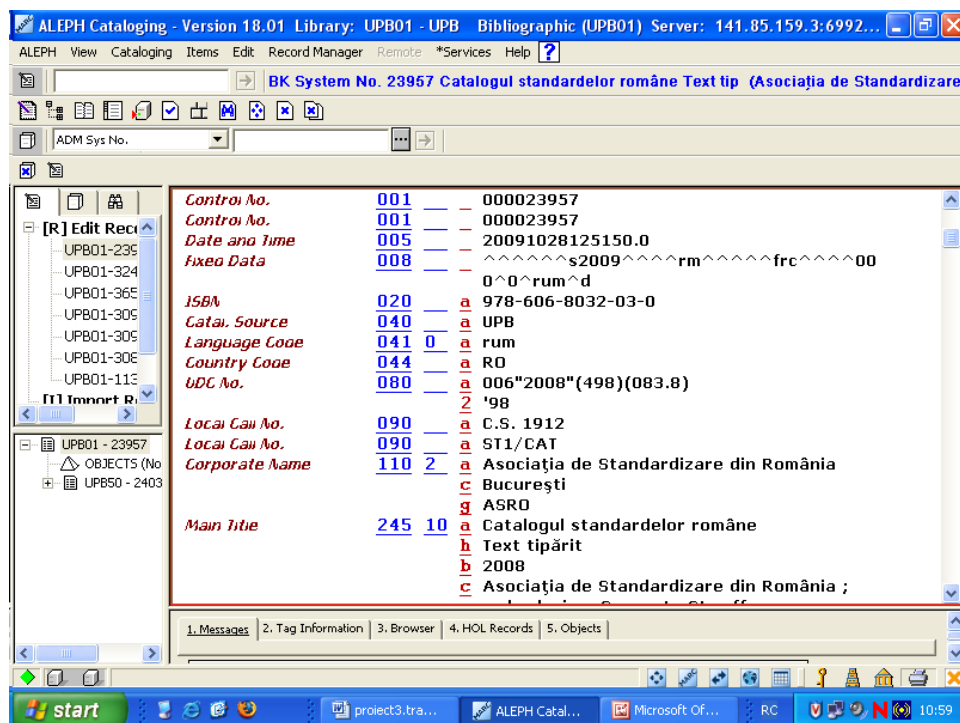 ALEPH Cataloging - Version 18.01 Library: UPB01 - UPB Bibliographic (UPB01) Server: 141.85.159.3:6992...
ALEPH View Cataloging Items Edit Record Manager Remote *Services Help ?
BK System No. 23957 Catalogul standardelor române Text tip (Asociaţia de Standardizare
ADM Sys No.
[R] Edit Reco
UPB01-239
UPB01-324
UPB01-365
UPB01-309
UPB01-309
UPB01-308
UPB01-113
[I] Import R
UPB01 - 23957
OBJECTS (No
UPB50 - 2403
Control No. 001 000023957
Control No. 001 000023957
Date and Time 005 20091028125150.0
Fixed Data 008 ^^^^^^s2009^^^^rm^^^^^frc^^^^00
0^0^rum^d
ISBN 020 a 978-606-8032-03-0
Catal. Source 040 a UPB
Language Code 041 0 a rum
Country Code 044 a RO
UDC No. 080 a 006"2008"(498)(083.8)
2 '98
Local Call No. 090 a C.S. 1912
Local Call No. 090 a ST1/CAT
Corporate Name 110 2 a Asociaţia de Standardizare din România
c Bucureşti
g ASRO
Main Title 245 10 a Catalogul standardelor române
h Text tipărit
b 2008
c Asociaţia de Standardizare din România ;
1. Messages 2. Tag Information 3. Browser 4. HOL Records 5. Objects
start proiect3.tra... ALEPH Catal... Microsoft Of... RC 10:59